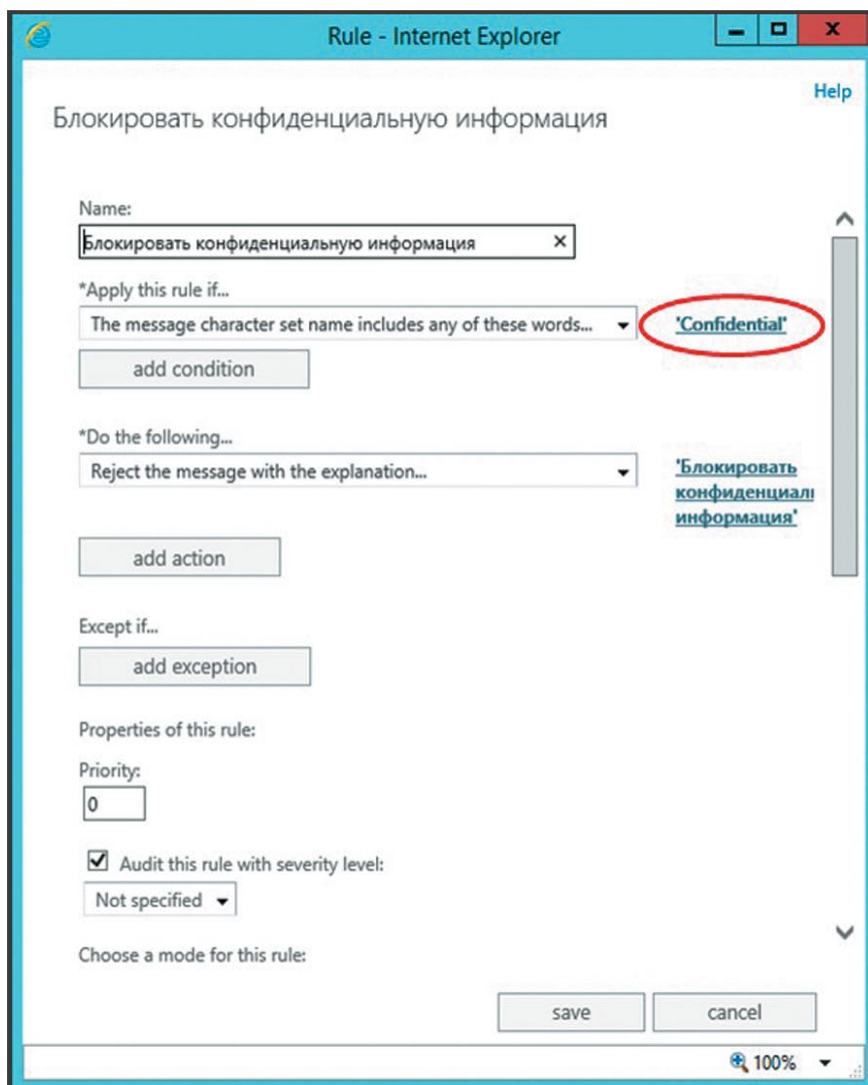 Rule - Internet Explorer
Help
Блокировать конфиденциальную информация
Name:
Блокировать конфиденциальную информация
*Apply this rule if...
The message character set name includes any of these words...
'Confidential'
add condition
*Do the following...
Reject the message with the explanation...
'Блокировать
конфиденциалі
информация'
add action
Except if...
add exception
Properties of this rule:
Priority:
0
Audit this rule with severity level:
Not specified
Choose a mode for this rule:
save
cancel
100%